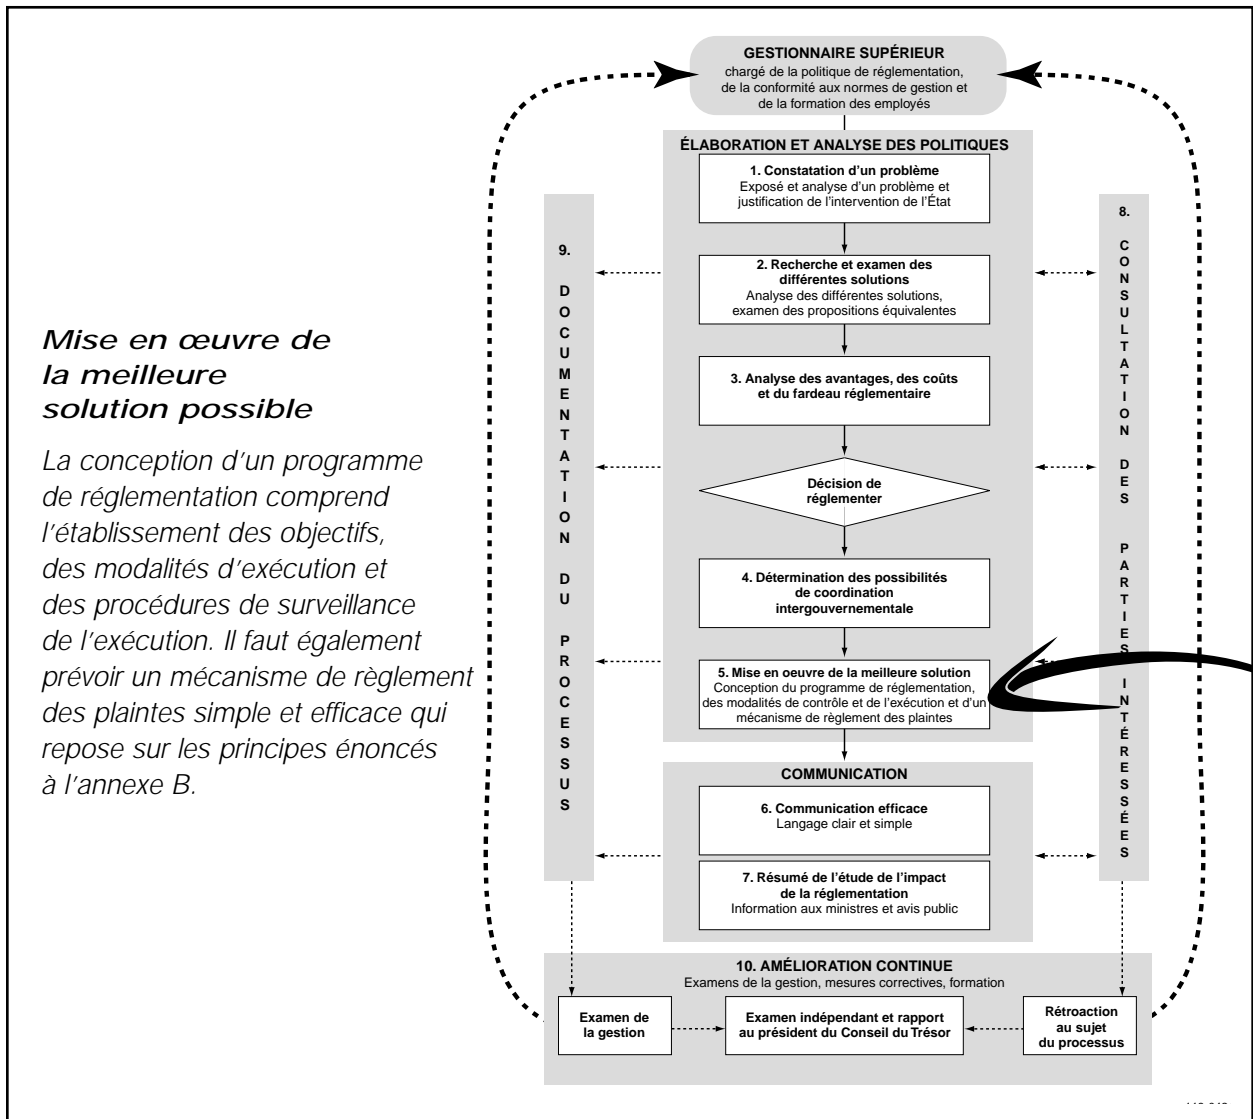 Mise en œuvre de
la meilleure
solution possible
La conception d'un programme
de réglementation comprend
l'établissement des objectifs,
des modalités d'exécution et
des procédures de surveillance
de l'exécution. Il faut également
prévoir un mécanisme de règlement
des plaintes simple et efficace qui
repose sur les principes énoncés
à l'annexe B.
GESTIONNAIRE SUPÉRIEUR
chargé de la politique de réglementation,
de la conformité aux normes de gestion et
de la formation des employés
ÉLABORATION ET ANALYSE DES POLITIQUES
1. Constatation d'un problème
Exposé et analyse d'un problème et
justification de l'intervention de l'État
2. Recherche et examen des
différentes solutions
Analyse des différentes solutions,
examen des propositions équivalentes
3. Analyse des avantages, des coûts
et du fardeau réglementaire
Décision de
réglementer
4. Détermination des possibilités
de coordination
intergouvernementale
5. Mise en oeuvre de la meilleure solution
Conception du programme de réglementation,
des modalités de contrôle et de l'exécution et d'un
mécanisme de règlement des plaintes
COMMUNICATION
6. Communication efficace
Langage clair et simple
7. Résumé de l'étude de l'impact
de la réglementation
Information aux ministres et avis public
9. DOCUMENTATION DU PROCESSUS
8. CONSULTATION DES PARTIES INTÉRESSÉES
10. AMÉLIORATION CONTINUE
Examens de la gestion, mesures correctives, formation
Examen de
la gestion
Examen indépendant et rapport
au président du Conseil du Trésor
Rétroaction
au sujet
du processus